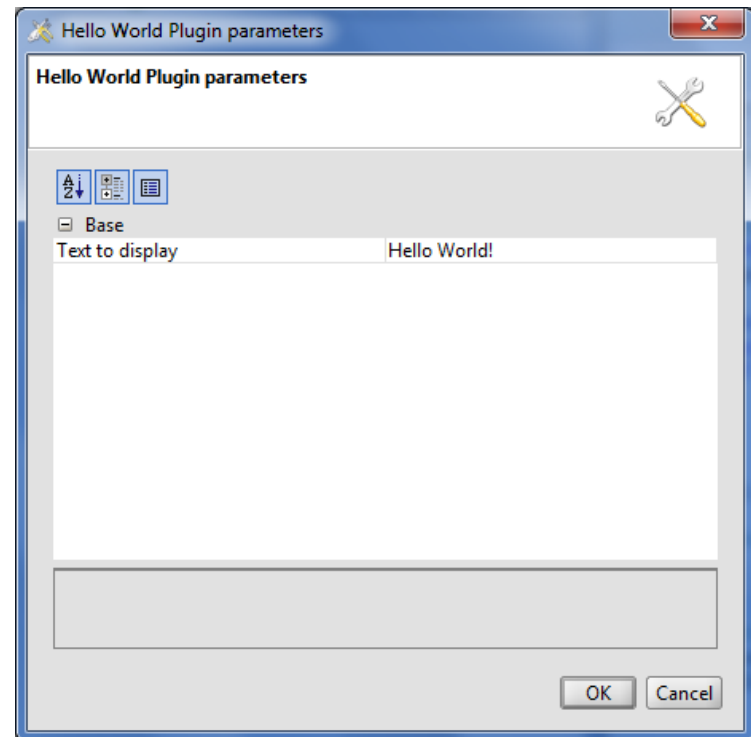 Hello World Plugin parameters
Hello World Plugin parameters
Base
Text to display Hello World!
OK Cancel